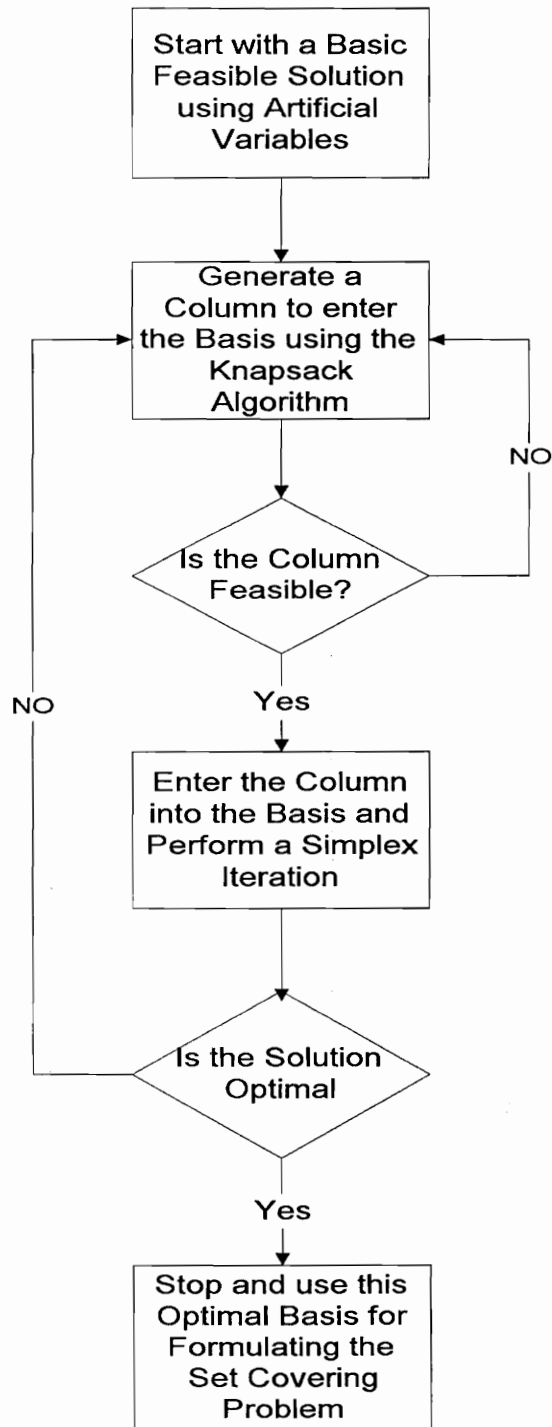 Start with a Basic
Feasible Solution
using Artificial
Variables
Generate a
Column to enter
the Basis using the
Knapsack
Algorithm
NO
Is the Column
Feasible?
Yes
NO
Enter the Column
into the Basis and
Perform a Simplex
Iteration
Is the Solution
Optimal
Yes
Stop and use this
Optimal Basis for
Formulating the
Set Covering
Problem